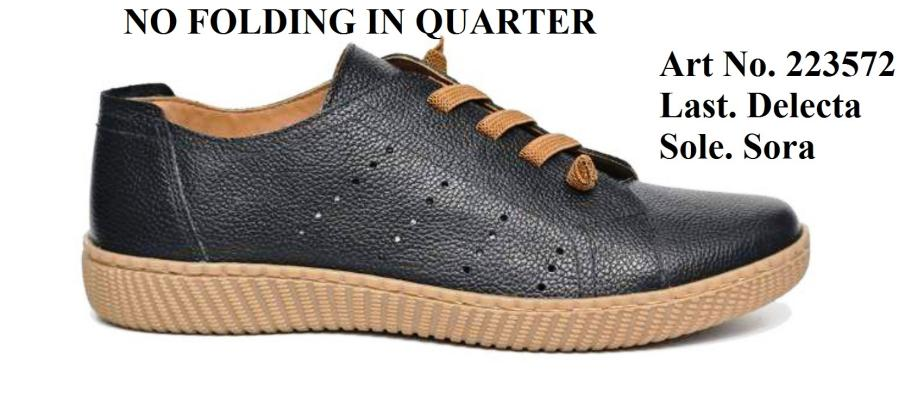 NO FOLDING IN QUARTER
Art No. 223572
Last. Delecta
Sole. Sora